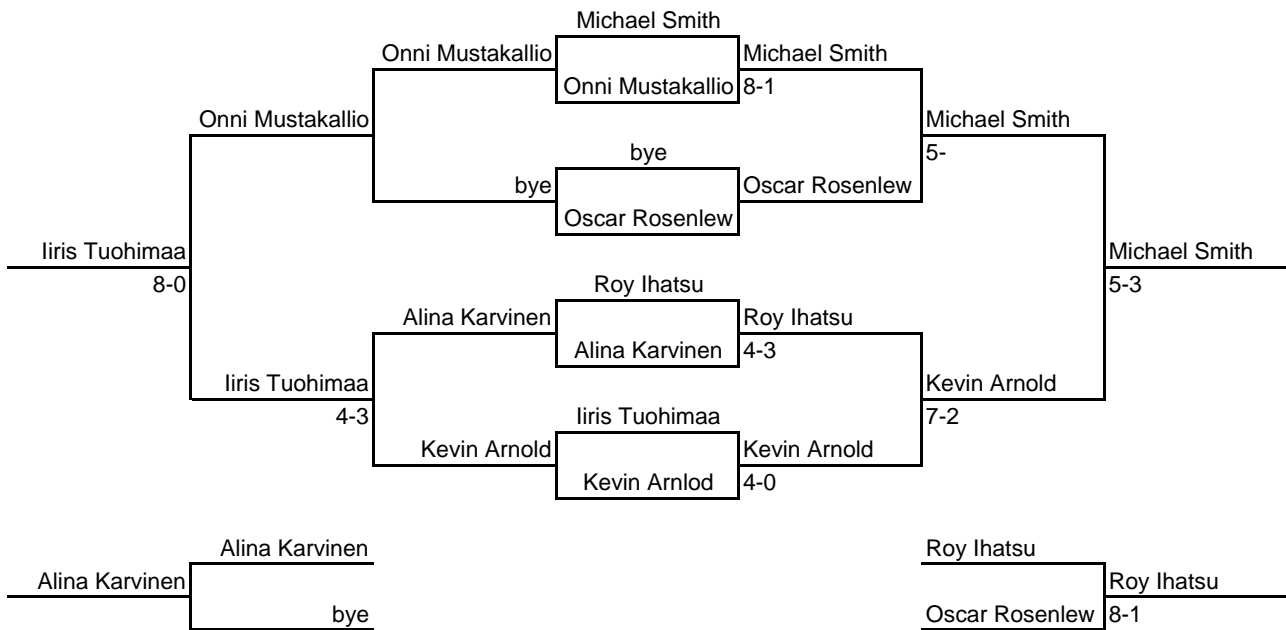 Michael Smith
Onni Mustakallio Michael Smith
Onni Mustakallio 8-1
Onni Mustakallio Michael Smith
bye 5-
bye Oscar Rosenlew
Oscar Rosenlew
Iiris Tuohimaa Michael Smith
8-0 5-3
Roy Ihatsu
Alina Karvinen Roy Ihatsu
Alina Karvinen 4-3
Iiris Tuohimaa Kevin Arnold
4-3 Iiris Tuohimaa 7-2
Kevin Arnold Kevin Arnold
Kevin Arnlod 4-0
Alina Karvinen Roy Ihatsu
Alina Karvinen Roy Ihatsu
bye Oscar Rosenlew 8-1